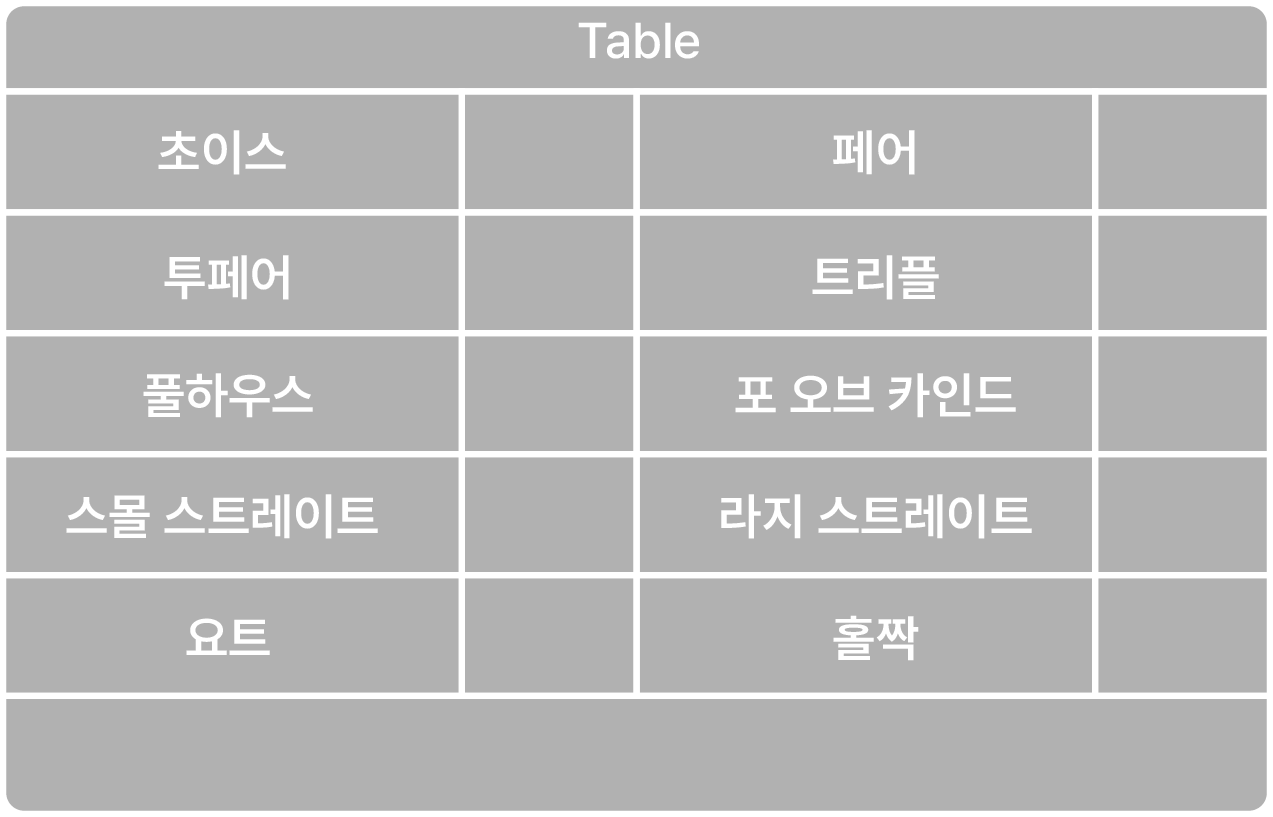 Table
초이스
페어
투페어
트리플
풀하우스
포 오브 카인드
스몰 스트레이트
라지 스트레이트
요트
홀짝